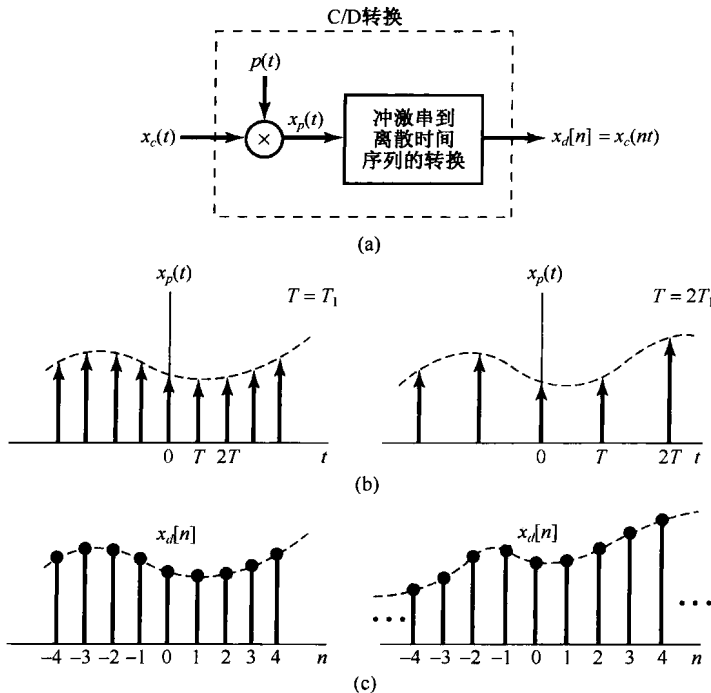 C/D转换
p(t)
x_c(t)
×
x_p(t)
冲激串到
离散时间
序列的转换
x_d[n] = x_c(nt)
(a)
x_p(t)
T = T_1
0 T 2T t
x_p(t)
T = 2T_1
0 T 2T t
(b)
x_d[n]
-4 -3 -2 -1 0 1 2 3 4 n
x_d[n]
... ...
-4 -3 -2 -1 0 1 2 3 4 n
(c)